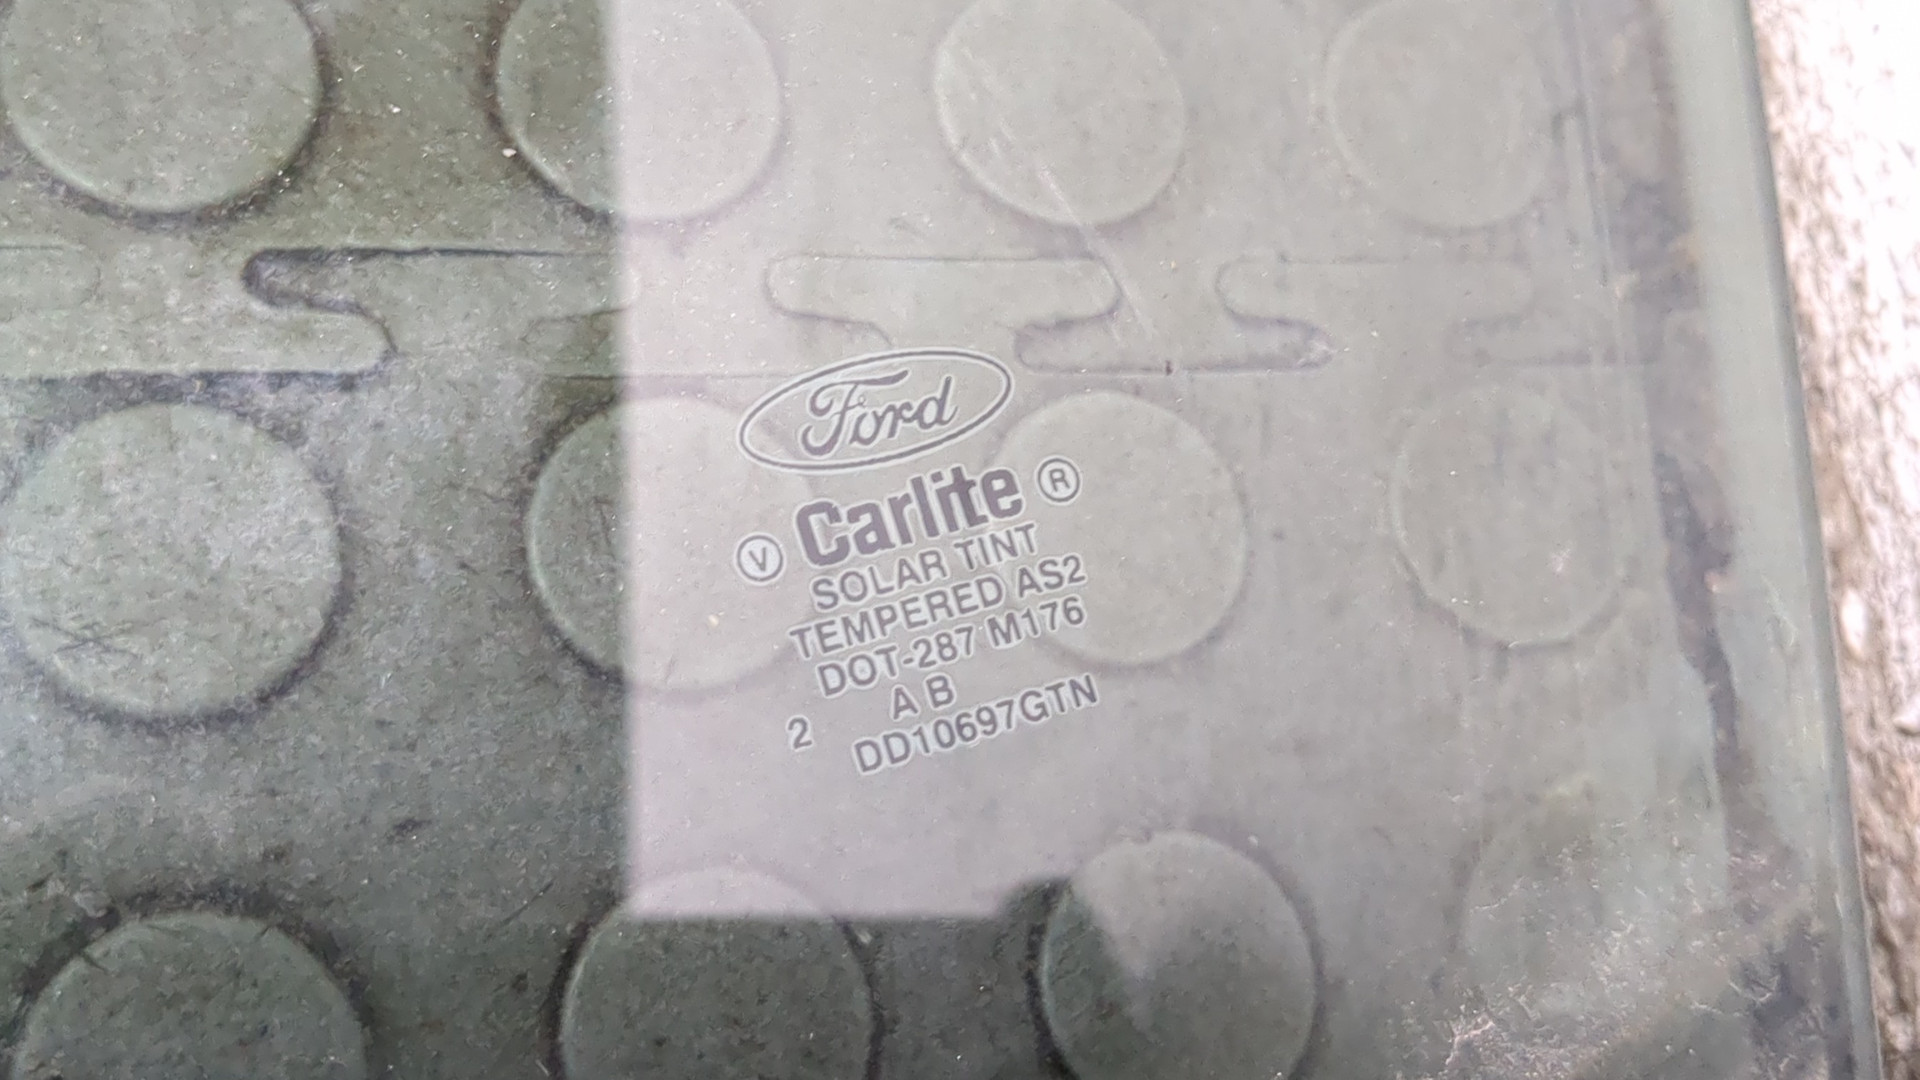 Ford
Ⓥ Carlite ®
SOLAR TINT
TEMPERED AS2
DOT-287 M176
A B
2 DD10697GTN